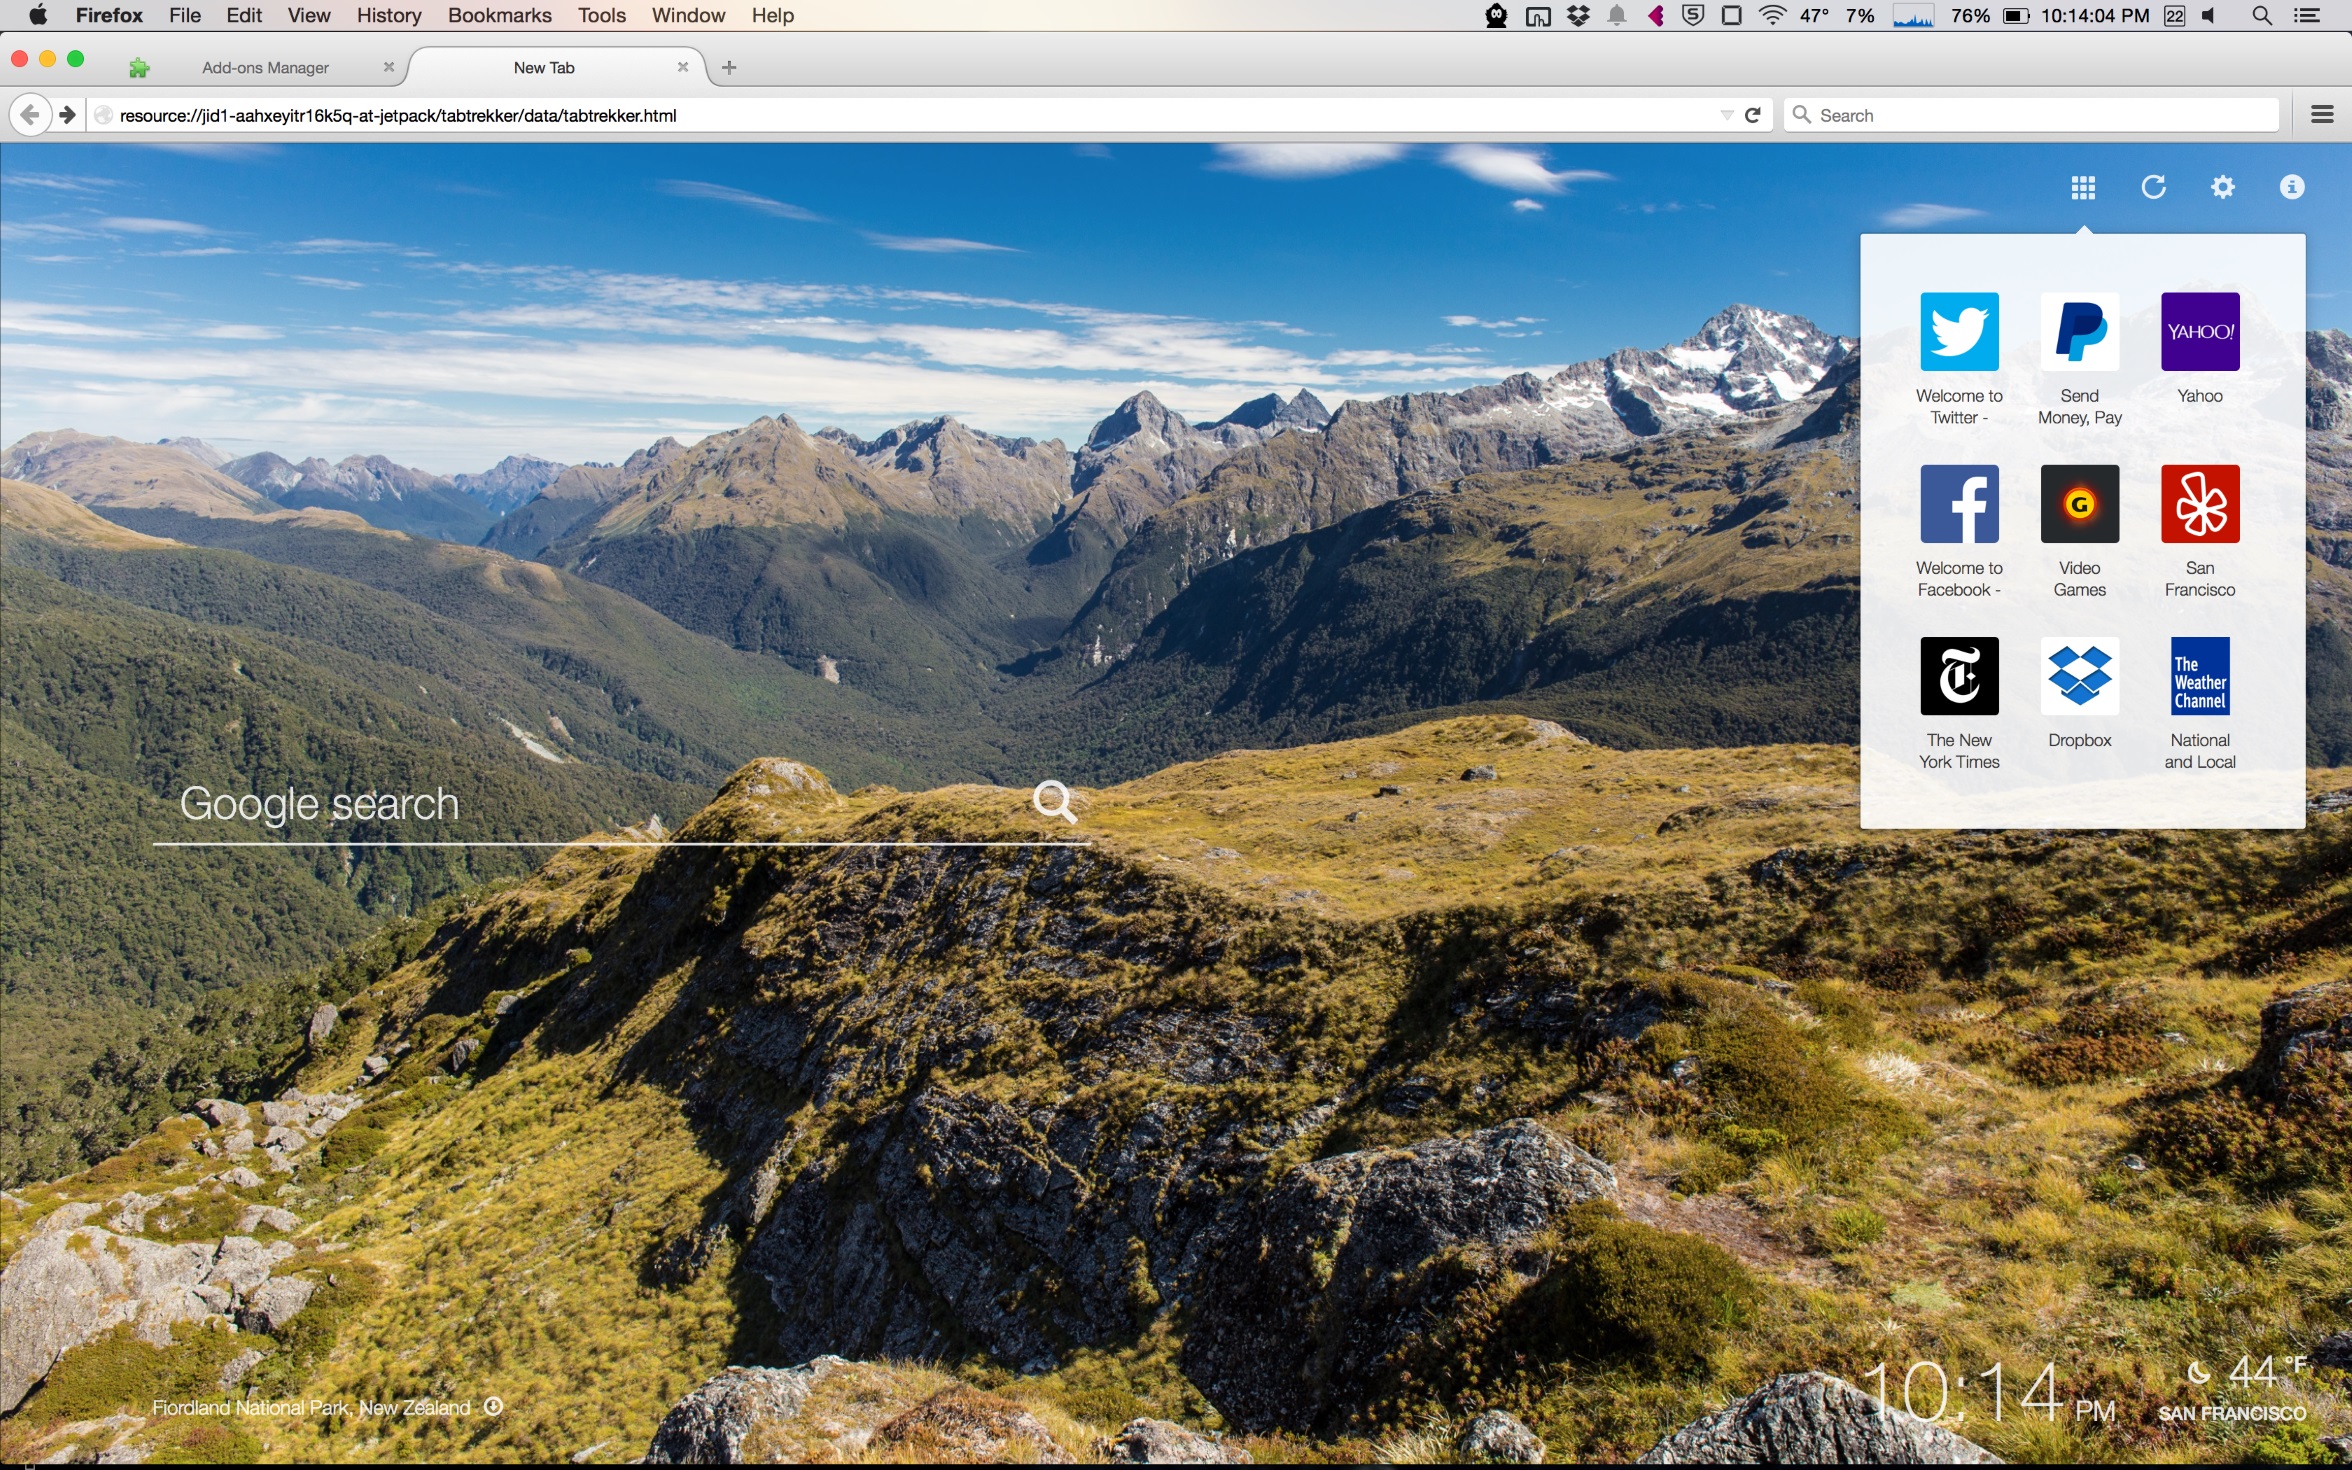 Firefox File Edit View History Bookmarks Tools Window Help 47° 7% 76% 10:14:04 PM 22
Add-ons Manager New Tab
resource://jid1-aahxeyitr16k5q-at-jetpack/tabtrekker/data/tabtrekker.html Search
YAHOO!
Welcome to Send Yahoo
Twitter - Money, Pay
f G
Welcome to Video San
Facebook - Games Francisco
The
Weather
Channel
The New Dropbox National
York Times and Local
Google search
Fiordland National Park, New Zealand
10:14 PM
44 °F
SAN FRANCISCO